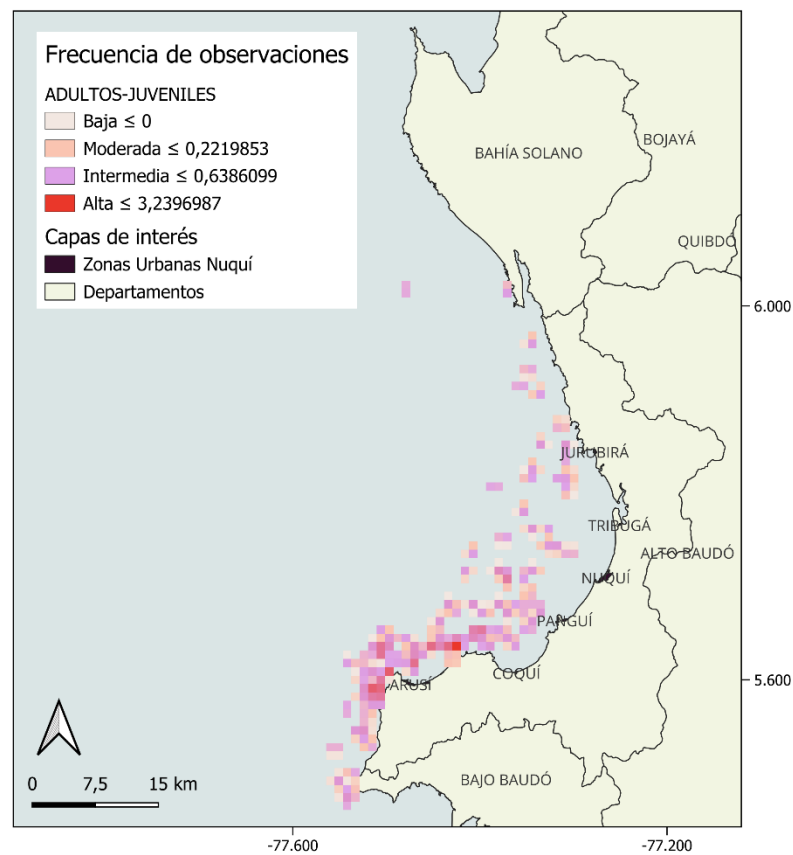 Frecuencia de observaciones
ADULTOS-JUVENILES
Baja ≤ 0
Moderada ≤ 0,2219853
Intermedia ≤ 0,6386099
Alta ≤ 3,2396987
Capas de interés
Zonas Urbanas Nuquí
Departamentos
BOJAYÁ
BAHÍA SOLANO
QUIBDÓ
6.000
JURUBIRÁ
TRIBUGÁ
ALTO BAUDÓ
NUQUÍ
PANGUÍ
COQUÍ
5.600
ARUSÍ
BAJO BAUDÓ
0 7,5 15 km
-77.600 -77.200